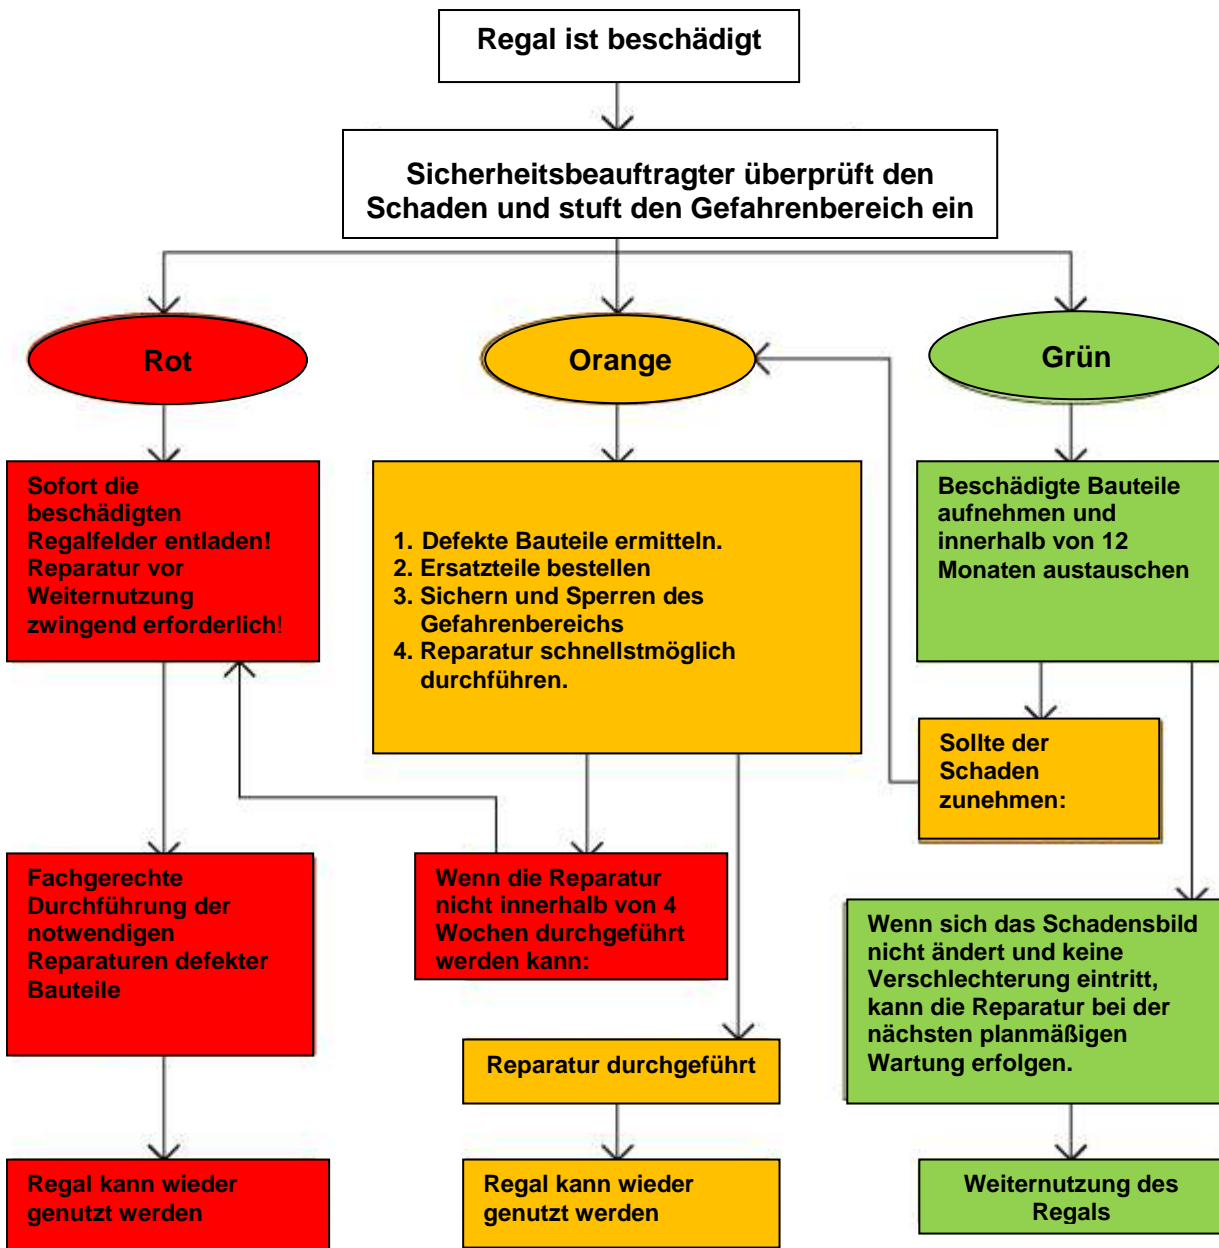 Regal ist beschädigt
Sicherheitsbeauftragter überprüft den
Schaden und stuft den Gefahrenbereich ein
Rot
Orange
Grün
Sofort die
beschädigten
Regalfelder entladen!
Reparatur vor
Weiternutzung
zwingend erforderlich!
1. Defekte Bauteile ermitteln.
2. Ersatzteile bestellen
3. Sichern und Sperren des
Gefahrenbereichs
4. Reparatur schnellstmöglich
durchführen.
Beschädigte Bauteile
aufnehmen und
innerhalb von 12
Monaten austauschen
Sollte der
Schaden
zunehmen:
Fachgerechte
Durchführung der
notwendigen
Reparaturen defekter
Bauteile
Wenn die Reparatur
nicht innerhalb von 4
Wochen durchgeführt
werden kann:
Wenn sich das Schadensbild
nicht ändert und keine
Verschlechterung eintritt,
kann die Reparatur bei der
nächsten planmäßigen
Wartung erfolgen.
Reparatur durchgeführt
Regal kann wieder
genutzt werden
Regal kann wieder
genutzt werden
Weiternutzung des
Regals